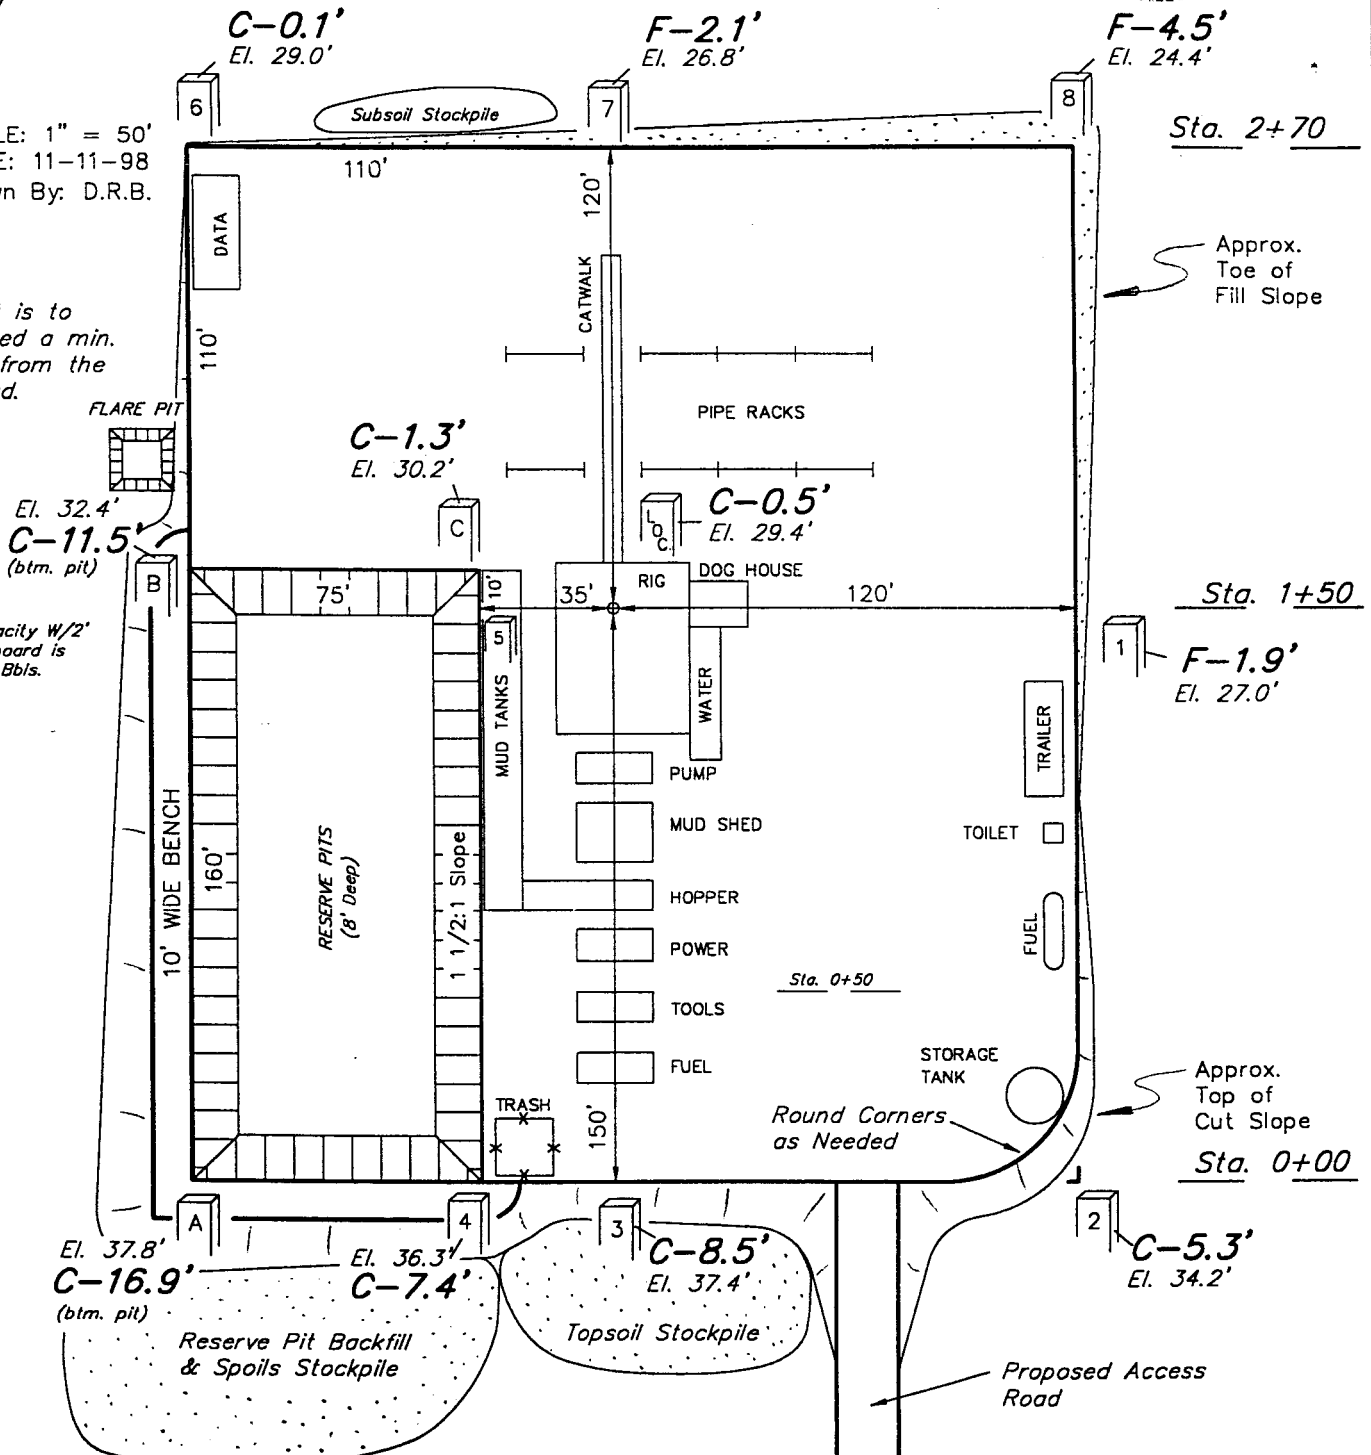 C-0.1'
El. 29.0'
F-2.1'
El. 26.8'
F-4.5'
El. 24.4'
6
7
8
Subsoil Stockpile
LE: 1" = 50'
E: 11-11-98
n By: D.R.B.
Sta. 2+70
110'
120'
DATA
CATWALK
Approx.
Toe of
Fill Slope
is to
ed a min.
from the
d.
110'
FLARE PIT
PIPE RACKS
C-1.3'
El. 30.2'
C
C-0.5'
El. 29.4'
LOC.
El. 32.4'
C-11.5'
(btm. pit)
B
75'
10'
35'
RIG
DOG HOUSE
120'
Sta. 1+50
acity W/2'
oard is
Bbls.
5
1
F-1.9'
El. 27.0'
MUD TANKS
WATER
TRAILER
PUMP
MUD SHED
TOILET
10' WIDE BENCH
160'
RESERVE PITS
(8' Deep)
1 1/2:1 Slope
HOPPER
POWER
FUEL
Sta. 0+50
TOOLS
FUEL
STORAGE
TANK
TRASH
150'
Round Corners
as Needed
Approx.
Top of
Cut Slope
Sta. 0+00
A
4
3
2
El. 37.8'
C-16.9'
(btm. pit)
El. 36.3'
C-7.4'
C-8.5'
El. 37.4'
C-5.3'
El. 34.2'
Reserve Pit Backfill
& Spoils Stockpile
Topsoil Stockpile
Proposed Access
Road